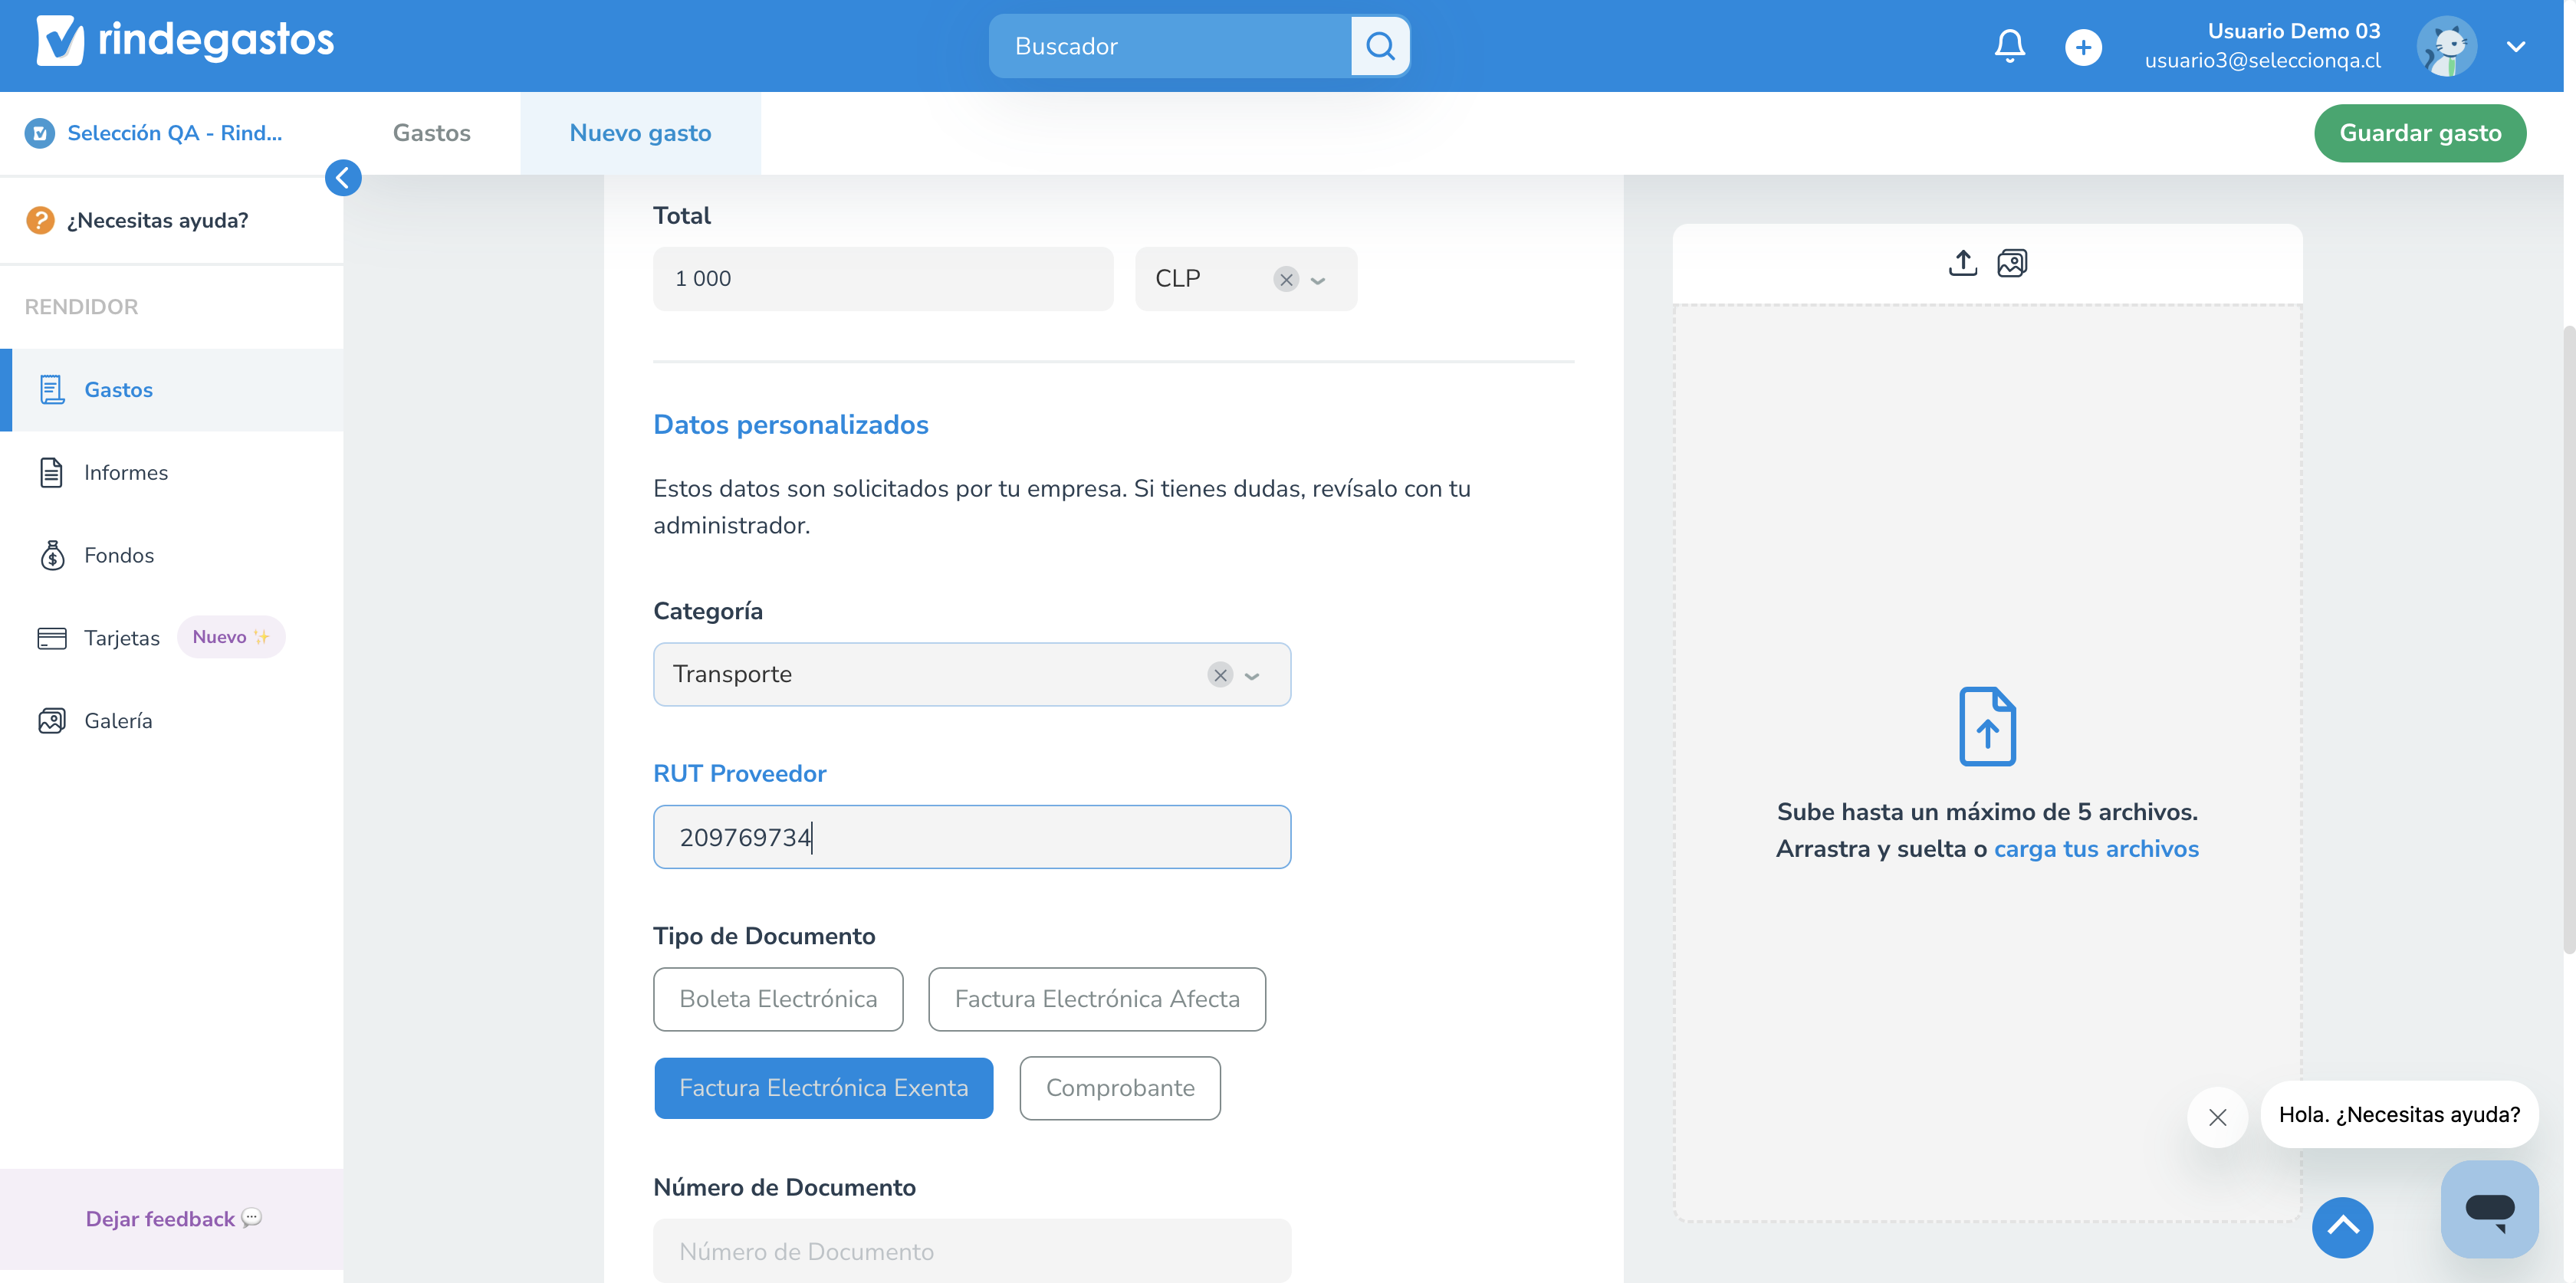 rindegastos
Buscador
Usuario Demo 03
usuario3@seleccionqa.cl
Selección QA - Rind...
Gastos
Nuevo gasto
Guardar gasto
¿Necesitas ayuda?
RENDIDOR
Gastos
Informes
Fondos
Tarjetas
Nuevo ✨
Galería
Dejar feedback 💬
Total
1 000
CLP
Datos personalizados
Estos datos son solicitados por tu empresa. Si tienes dudas, revísalo con tu
administrador.
Categoría
Transporte
RUT Proveedor
209769734
Tipo de Documento
Boleta Electrónica
Factura Electrónica Afecta
Factura Electrónica Exenta
Comprobante
Número de Documento
Número de Documento
Sube hasta un máximo de 5 archivos.
Arrastra y suelta o carga tus archivos
Hola. ¿Necesitas ayuda?